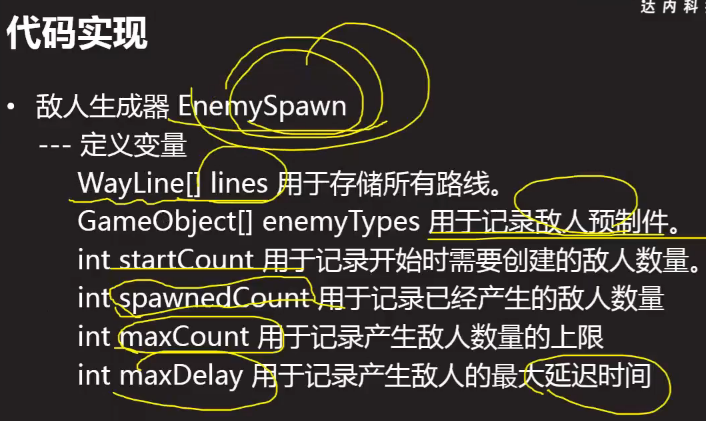 达内科
代码实现
• 敌人生成器 EnemySpawn
--- 定义变量
WayLine[] lines 用于存储所有路线。
GameObject[] enemyTypes 用于记录敌人预制件。
int startCount 用于记录开始时需要创建的敌人数量。
int spawnedCount 用于记录已经产生的敌人数量
int maxCount 用于记录产生敌人数量的上限
int maxDelay 用于记录产生敌人的最大延迟时间